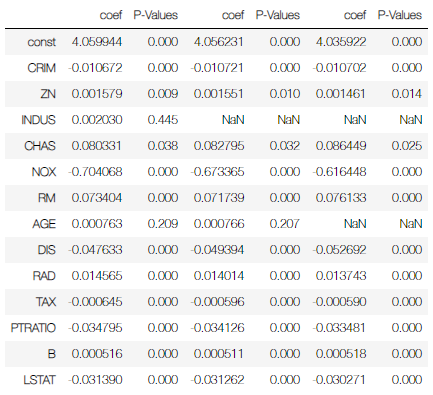 coef P-Values coef P-Values coef P-Values
const 4.059944 0.000 4.056231 0.000 4.035922 0.000
CRIM -0.010672 0.000 -0.010721 0.000 -0.010702 0.000
ZN 0.001579 0.009 0.001551 0.010 0.001461 0.014
INDUS 0.002030 0.445 NaN NaN NaN NaN
CHAS 0.080331 0.038 0.082795 0.032 0.086449 0.025
NOX -0.704068 0.000 -0.673365 0.000 -0.616448 0.000
RM 0.073404 0.000 0.071739 0.000 0.076133 0.000
AGE 0.000763 0.209 0.000766 0.207 NaN NaN
DIS -0.047633 0.000 -0.049394 0.000 -0.052692 0.000
RAD 0.014565 0.000 0.014014 0.000 0.013743 0.000
TAX -0.000645 0.000 -0.000596 0.000 -0.000590 0.000
PTRATIO -0.034795 0.000 -0.034126 0.000 -0.033481 0.000
B 0.000516 0.000 0.000511 0.000 0.000518 0.000
LSTAT -0.031390 0.000 -0.031262 0.000 -0.030271 0.000